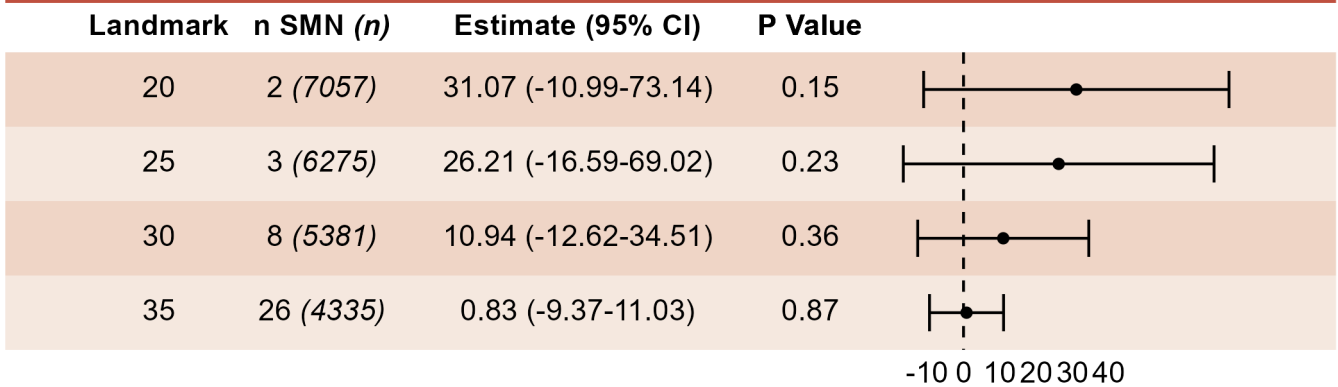 Landmark n SMN (n) Estimate (95% CI) P Value
20 2 (7057) 31.07 (-10.99-73.14) 0.15
25 3 (6275) 26.21 (-16.59-69.02) 0.23
30 8 (5381) 10.94 (-12.62-34.51) 0.36
35 26 (4335) 0.83 (-9.37-11.03) 0.87
-10 0 10 20 30 40